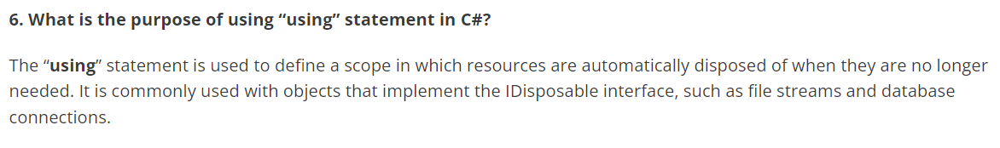 6. What is the purpose of using “using” statement in C#?
The “using” statement is used to define a scope in which resources are automatically disposed of when they are no longer
needed. It is commonly used with objects that implement the IDisposable interface, such as file streams and database
connections.